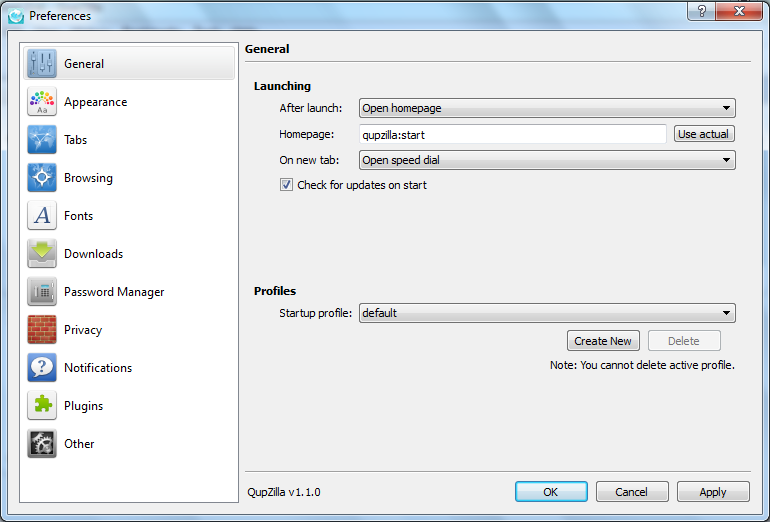 Preferences
?
General
Appearance
Aa
Tabs
Browsing
A Fonts
Downloads
Password Manager
Privacy
? Notifications
Plugins
Other
General
Launching
After launch: Open homepage
Homepage: qupzilla:start Use actual
On new tab: Open speed dial
Check for updates on start
Profiles
Startup profile: default
Create New Delete
Note: You cannot delete active profile.
QupZilla v1.1.0 OK Cancel Apply